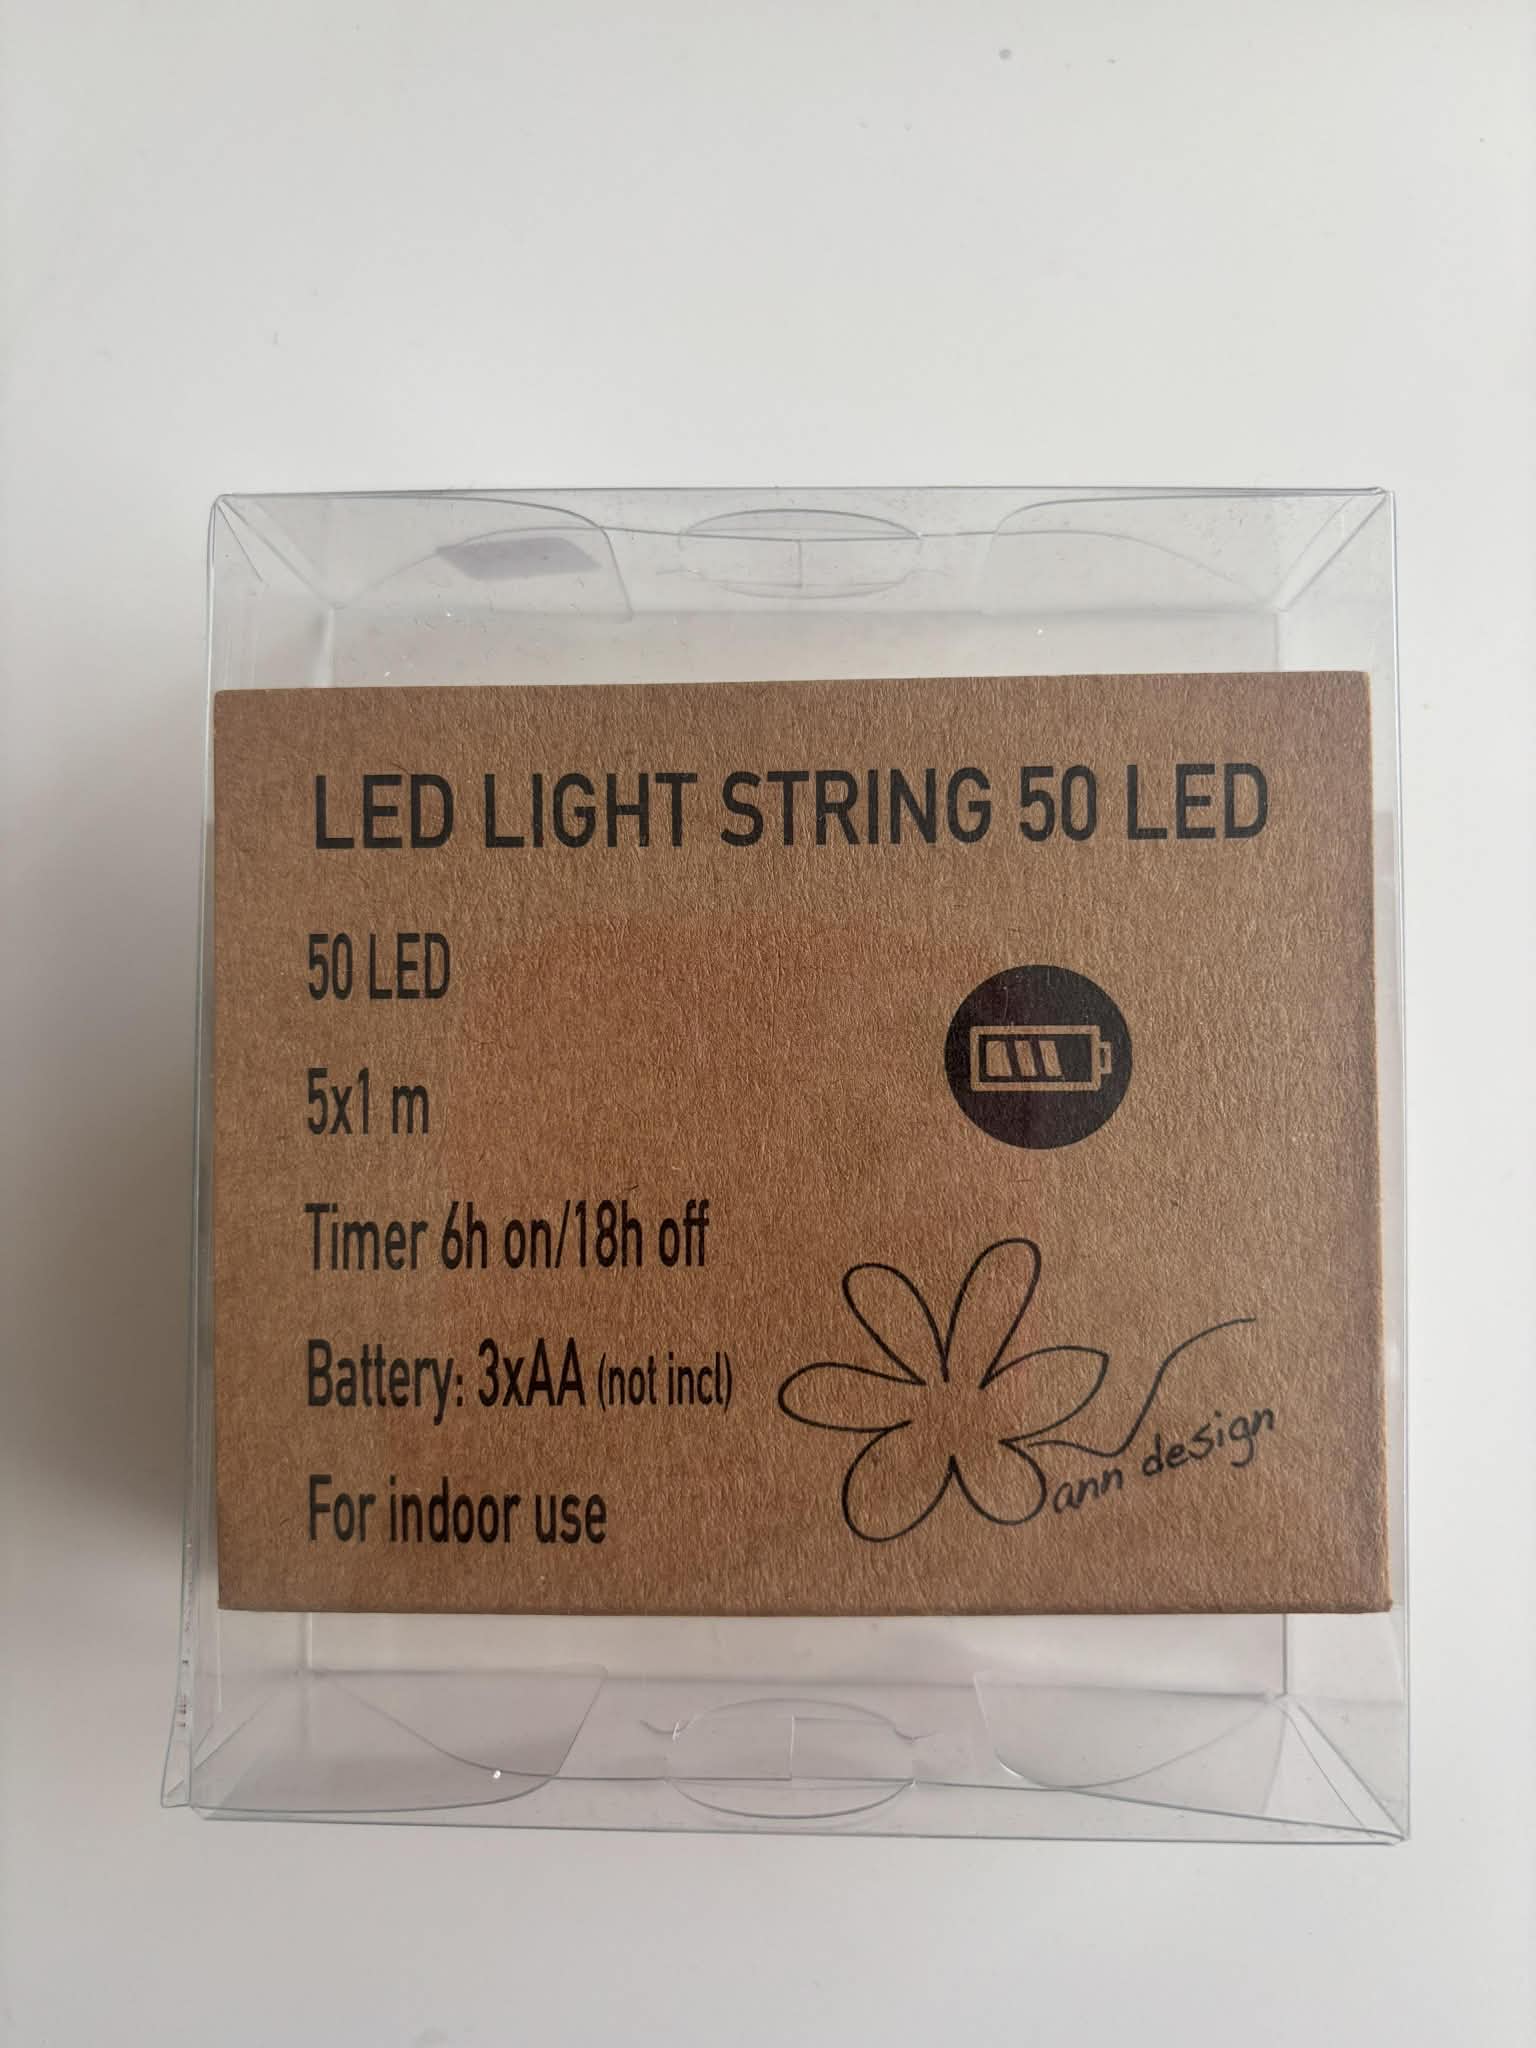 LED LIGHT STRING 50 LED
50 LED
5x1 m
Timer 6h on/18h off
Battery: 3xAA (not incl)
For indoor use
ann design